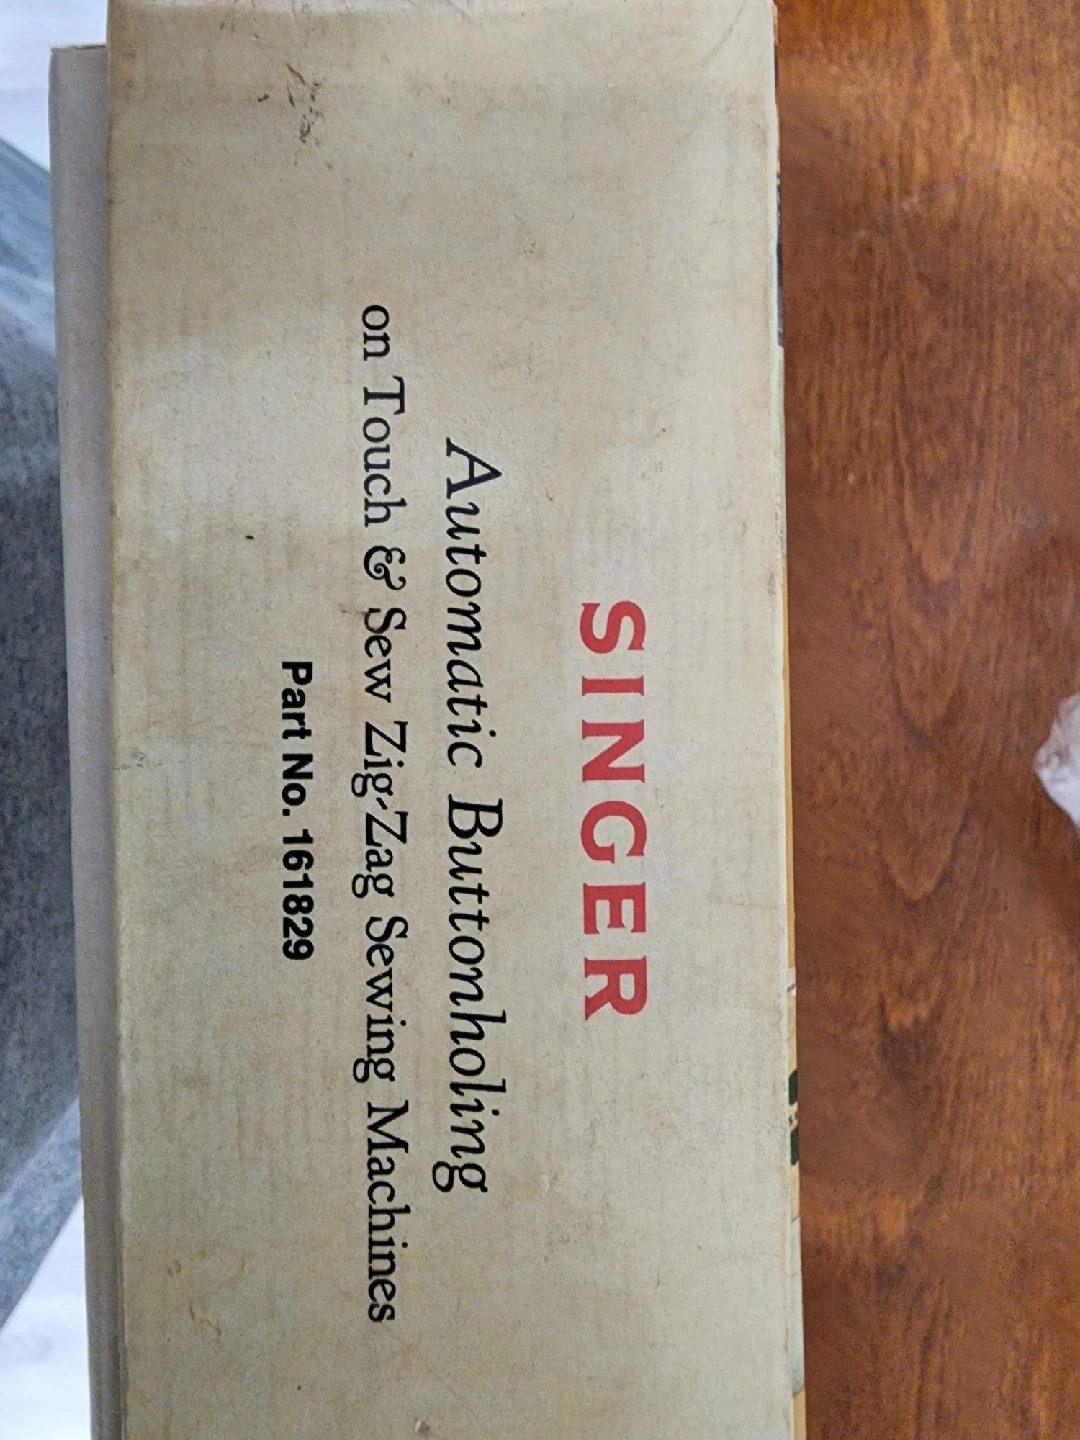 SINGER
Automatic Buttonholing
on Touch & Sew Zig-Zag Sewing Machines
Part No. 161829